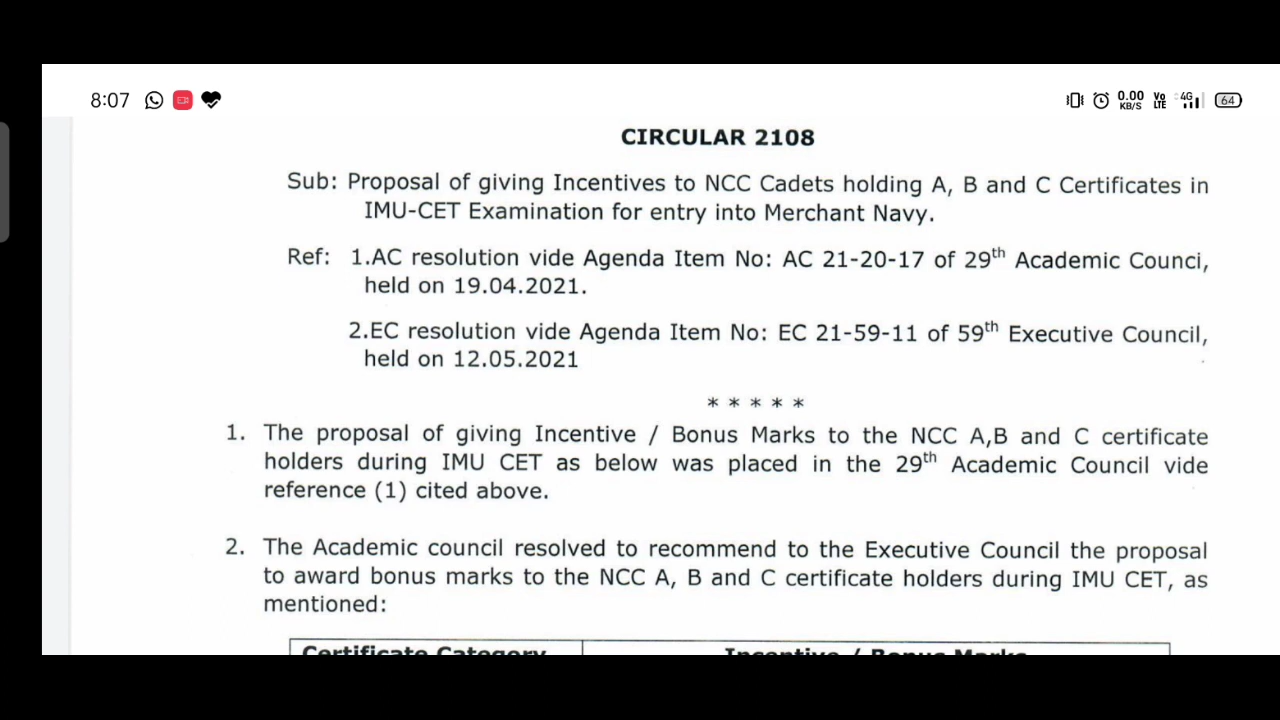 8:07
0.00 KB/S Vo LTE 4G 64
CIRCULAR 2108
Sub: Proposal of giving Incentives to NCC Cadets holding A, B and C Certificates in
IMU-CET Examination for entry into Merchant Navy.
Ref: 1.AC resolution vide Agenda Item No: AC 21-20-17 of 29th Academic Counci,
held on 19.04.2021.
2.EC resolution vide Agenda Item No: EC 21-59-11 of 59th Executive Council,
held on 12.05.2021
* * * * *
1. The proposal of giving Incentive / Bonus Marks to the NCC A,B and C certificate
holders during IMU CET as below was placed in the 29th Academic Council vide
reference (1) cited above.
2. The Academic council resolved to recommend to the Executive Council the proposal
to award bonus marks to the NCC A, B and C certificate holders during IMU CET, as
mentioned:
Certificate Category Incentive / Bonus Marks